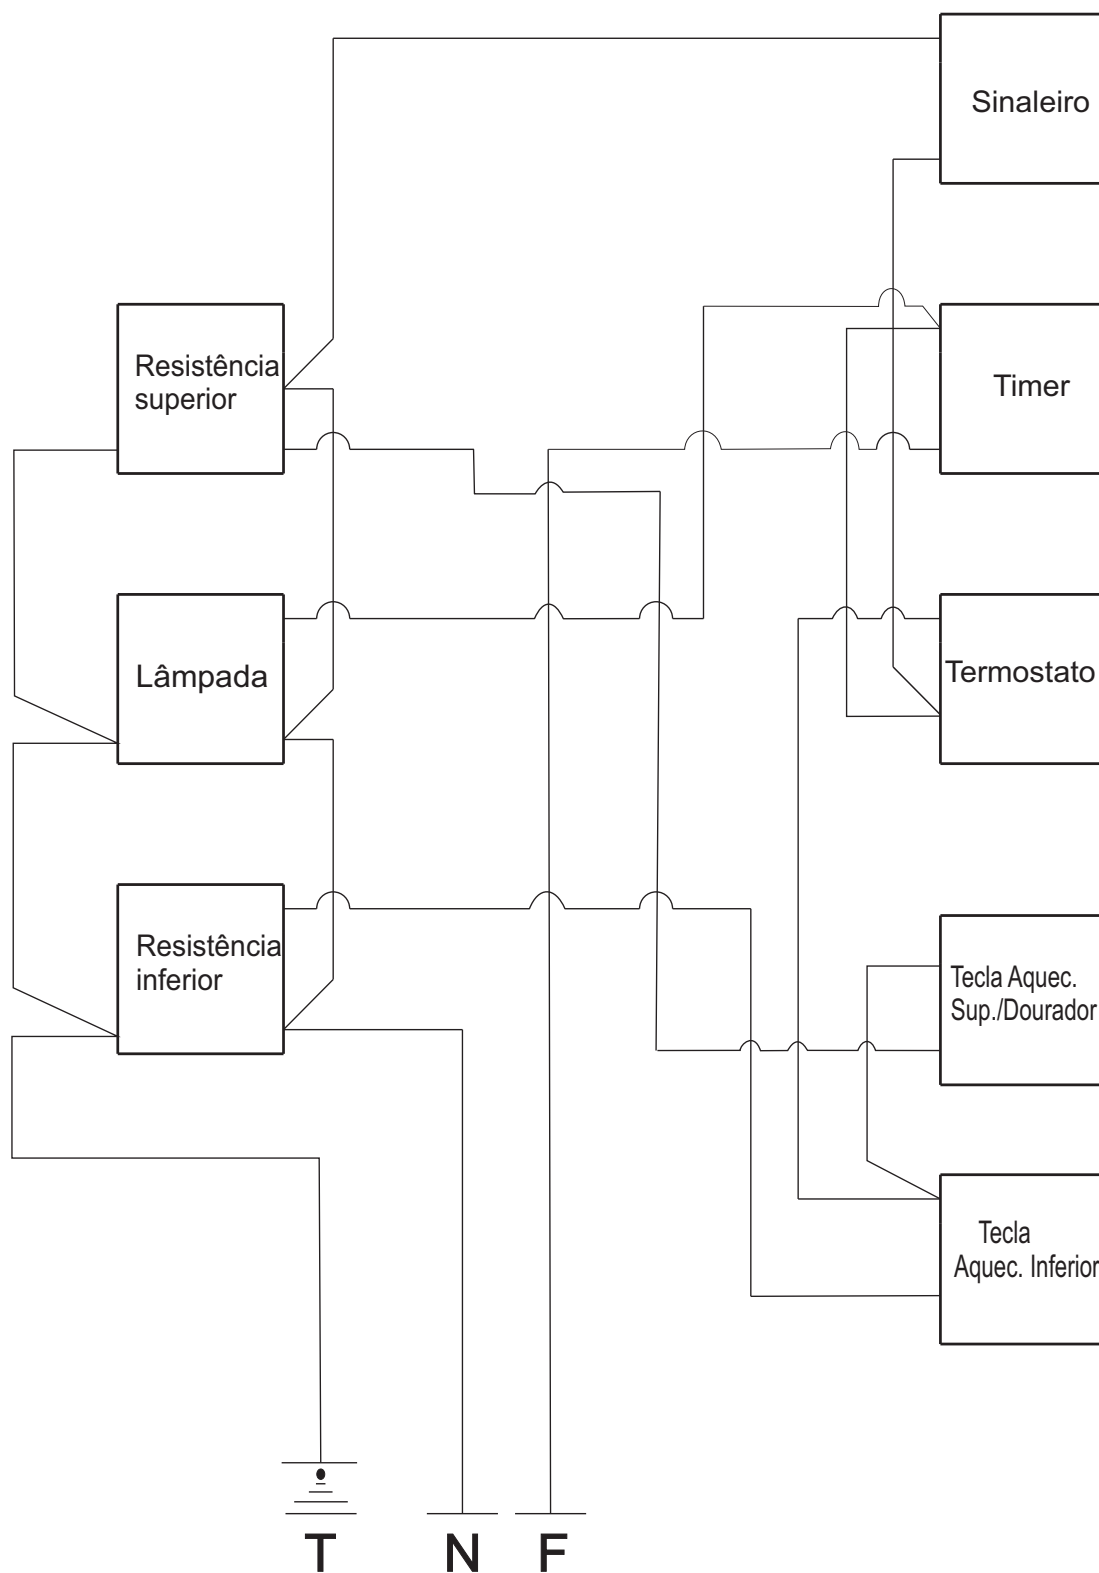 Sinaleiro
Resistência
superior
Timer
Lâmpada
Termostato
Resistência
inferior
Tecla Aquec.
Sup./Dourador
Tecla
Aquec. Inferior
T N F